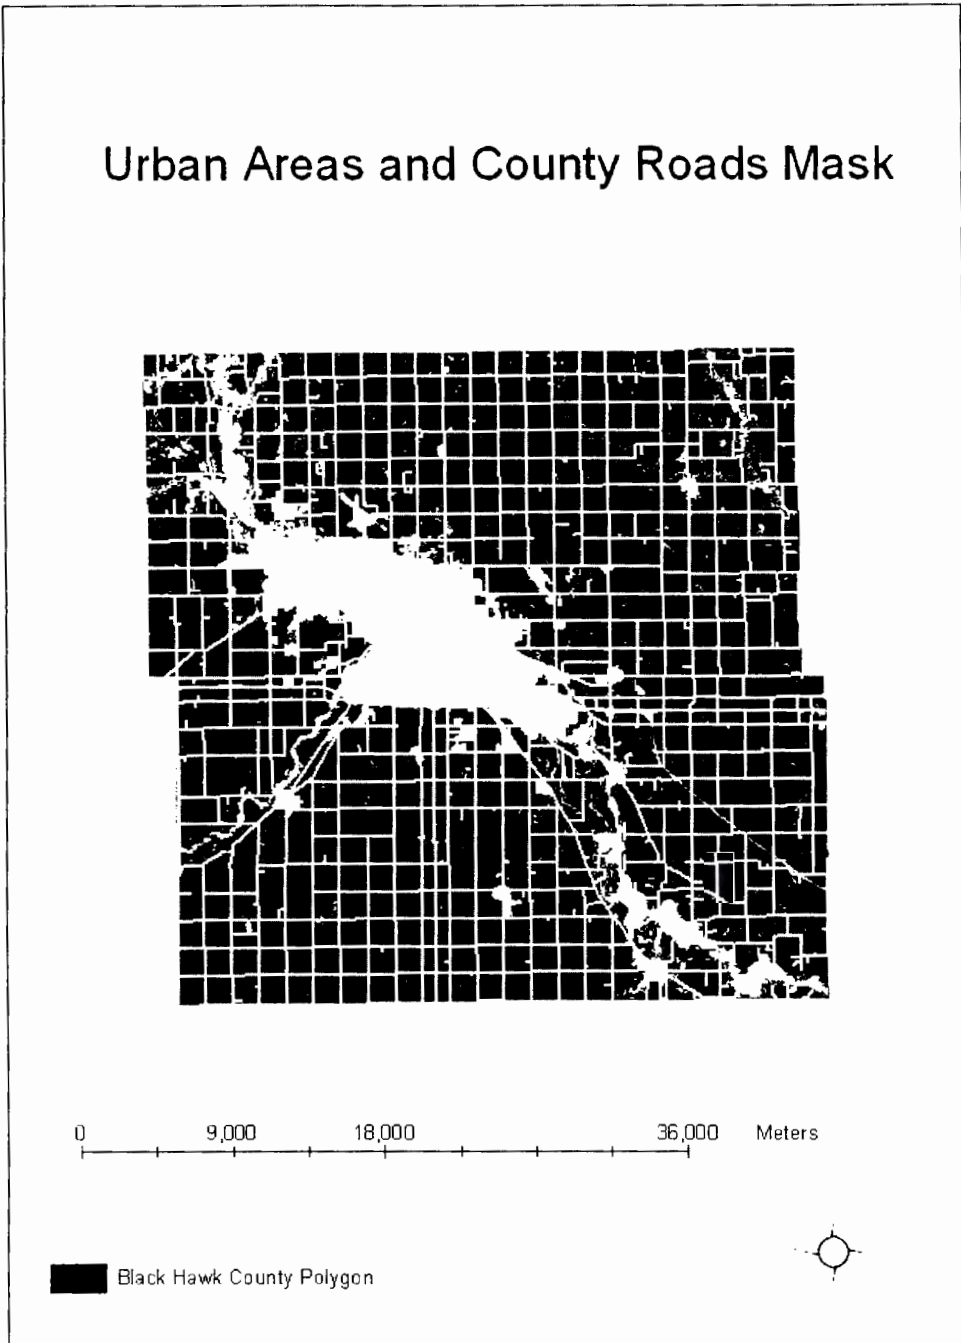 Urban Areas and County Roads Mask
0 9,000 18,000 36,000 Meters
Black Hawk County Polygon